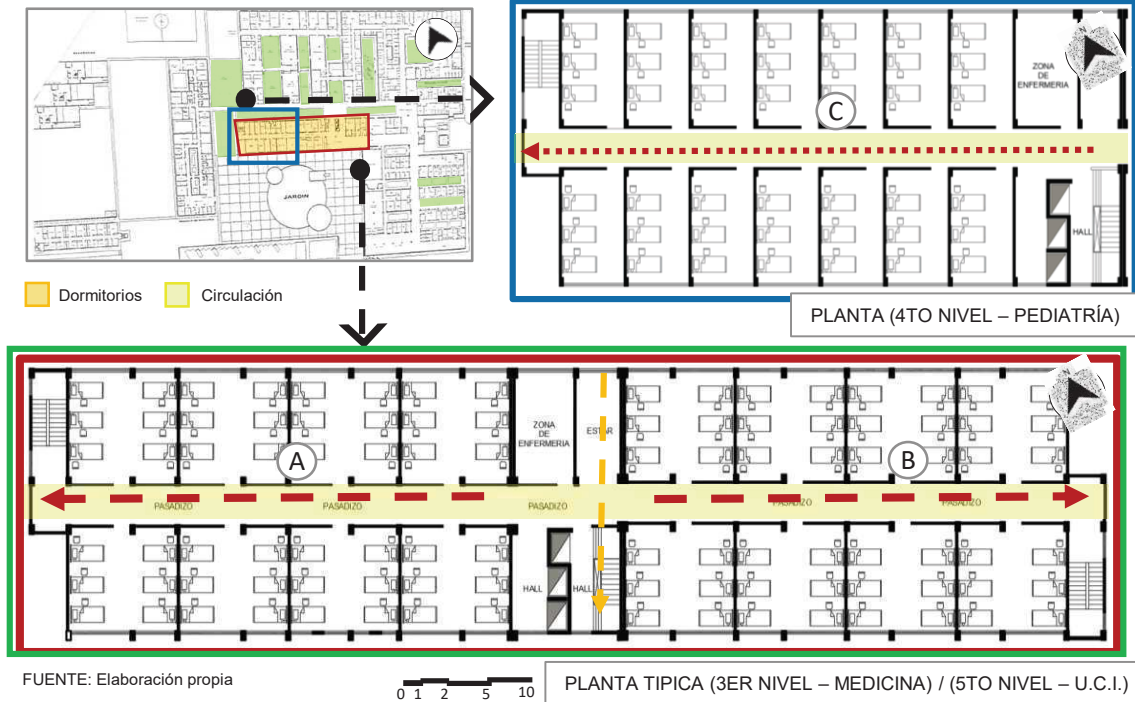 JARDIN
Dormitorios
Circulación
ZONA
DE
ENFERMERIA
C
HALL
PLANTA (4TO NIVEL – PEDIATRÍA)
ZONA
DE
ENFERMERIA
ESTAR
A
B
PASADIZO
PASADIZO
PASADIZO
PASADIZO
PASADIZO
HALL
HALL
FUENTE: Elaboración propia
0 1 2 5 10
PLANTA TIPICA (3ER NIVEL – MEDICINA) / (5TO NIVEL – U.C.I.)